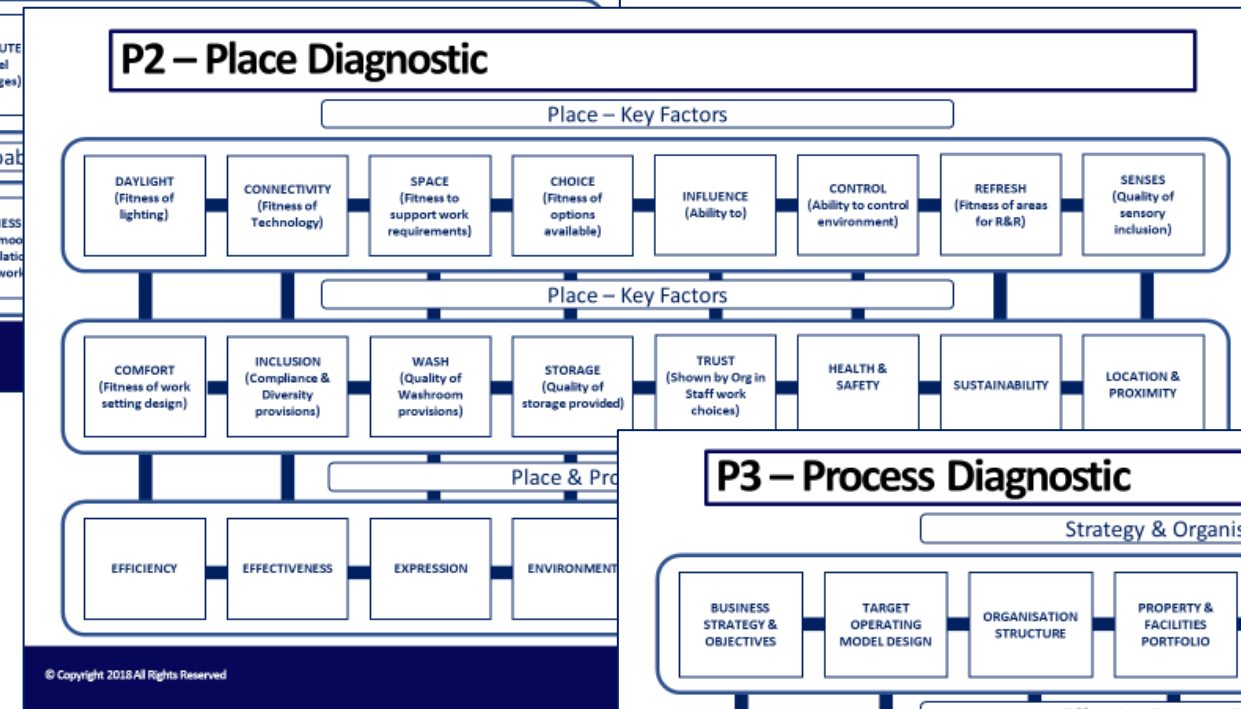 P2 – Place Diagnostic
Place – Key Factors
DAYLIGHT
(Fitness of
lighting)
CONNECTIVITY
(Fitness of
Technology)
SPACE
(Fitness to
support work
requirements)
CHOICE
(Fitness of
options
available)
INFLUENCE
(Ability to)
CONTROL
(Ability to control
environment)
REFRESH
(Fitness of areas
for R&R)
SENSES
(Quality of
sensory
inclusion)
Place – Key Factors
COMFORT
(Fitness of work
setting design)
INCLUSION
(Compliance &
Diversity
provisions)
WASH
(Quality of
Washroom
provisions)
STORAGE
(Quality of
storage provided)
TRUST
(Shown by Org in
Staff work
choices)
HEALTH &
SAFETY
SUSTAINABILITY
LOCATION &
PROXIMITY
Place & Pro
EFFICIENCY
EFFECTIVENESS
EXPRESSION
ENVIRONMENT
© Copyright 2018 All Rights Reserved
P3 – Process Diagnostic
Strategy & Organis
BUSINESS
STRATEGY &
OBJECTIVES
TARGET
OPERATING
MODEL DESIGN
ORGANISATION
STRUCTURE
PROPERTY &
FACILITIES
PORTFOLIO